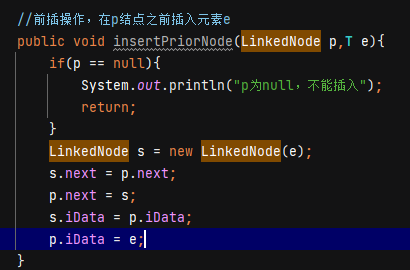 //前插操作，在p结点之前插入元素e
public void insertPriorNode(LinkedNode p,T e){
if(p == null){
System.out.println("p为null，不能插入");
return;
}
LinkedNode s = new LinkedNode(e);
s.next = p.next;
p.next = s;
s.iData = p.iData;
p.iData = e;
}